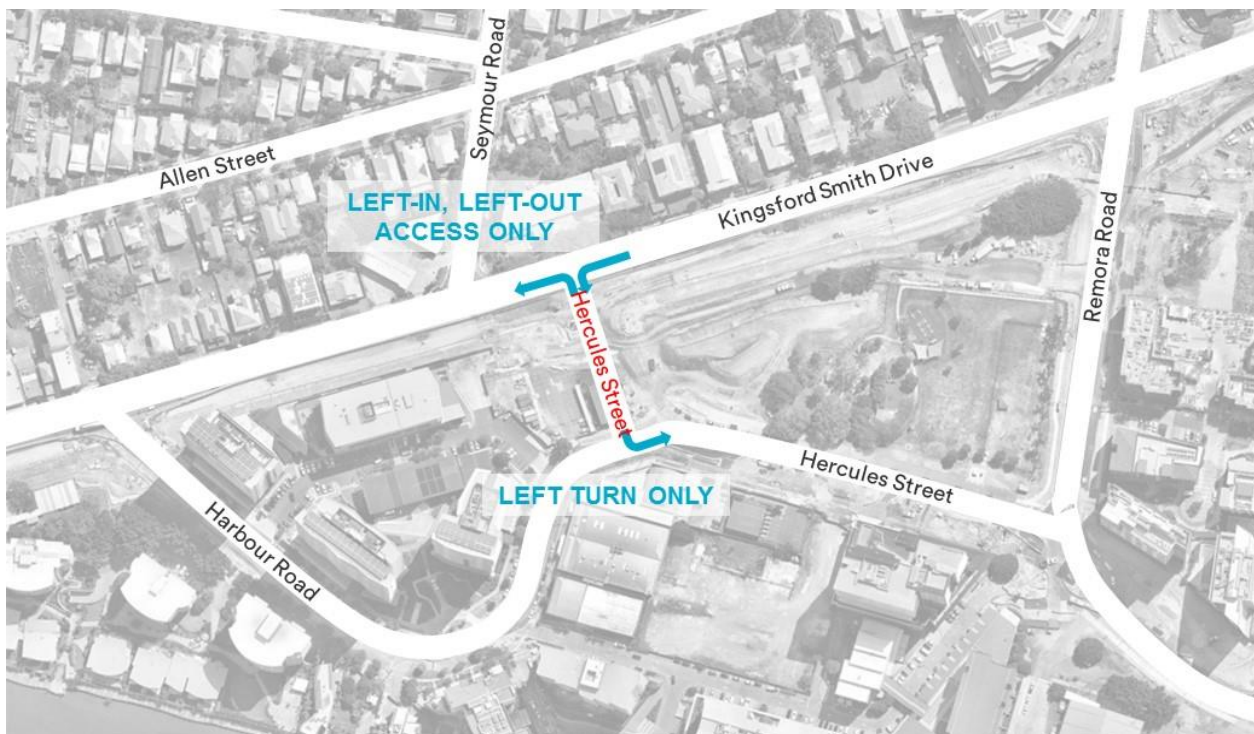 Seymour Road
Allen Street
LEFT-IN, LEFT-OUT
ACCESS ONLY
Kingsford Smith Drive
Remora Road
Hercules Street
Hercules Street
LEFT TURN ONLY
Harbour Road